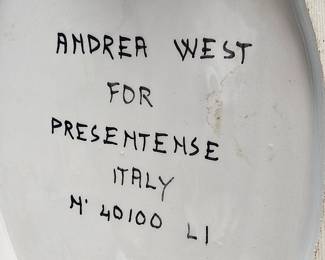 ANDREA WEST
FOR
PRESENTENSE
ITALY
N' 40100 LI